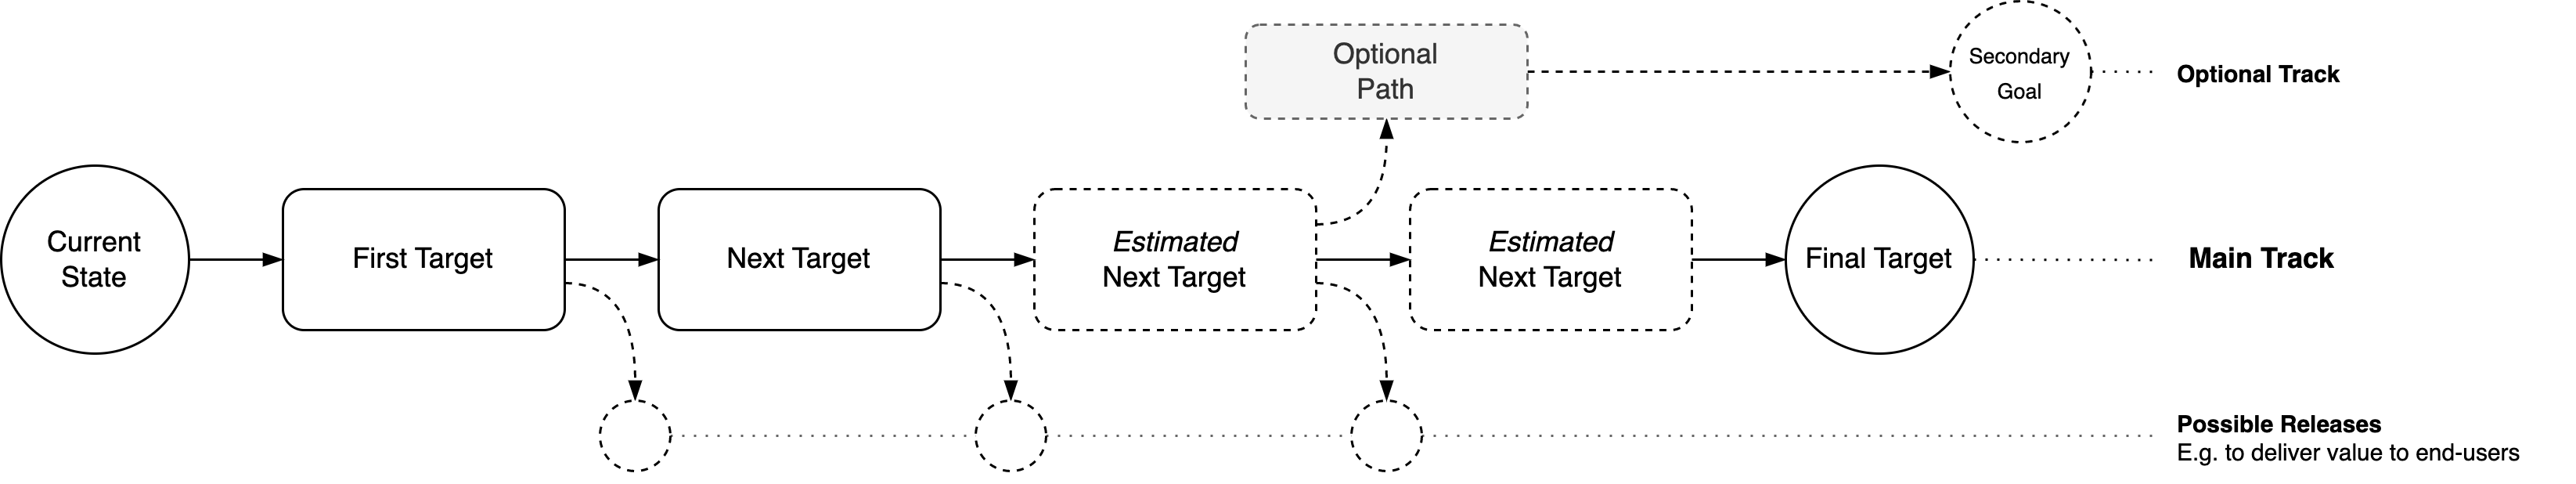 Optional
Path
Secondary
Goal
Optional Track
Current
State
First Target
Next Target
Estimated
Next Target
Estimated
Next Target
Final Target
Main Track
Possible Releases
E.g. to deliver value to end-users